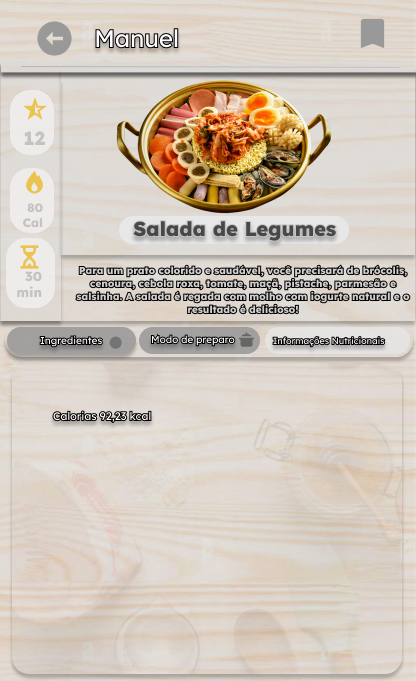 Manuel
12
80
Cal
30
min
Salada de Legumes
Para um prato colorido e saudável, você precisará de brócolis,
cenoura, cebola roxa, tomate, maçã, pistache, parmesão e
salsinha. A salada é regada com molho com iogurte natural e o
resultado é delicioso!
Ingredientes
Modo de preparo
Informações Nutricionais
Calorias 92,23 kcal